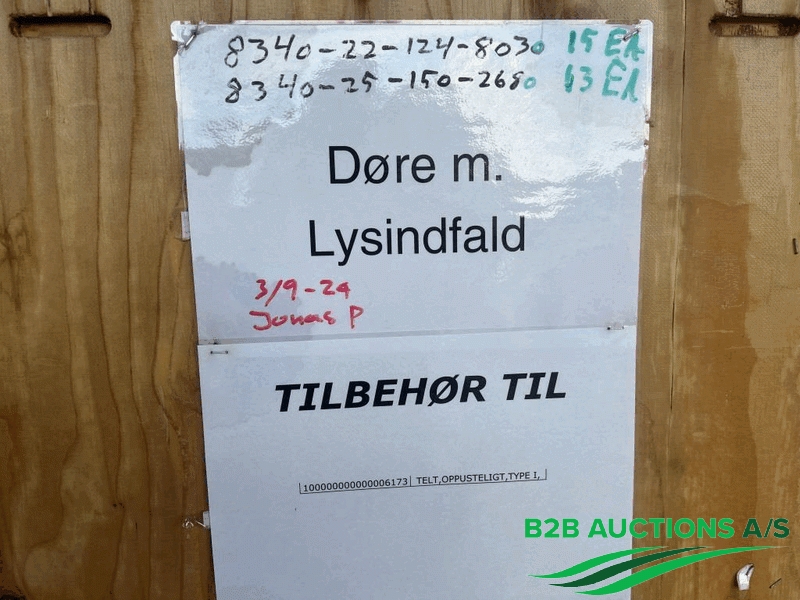 8340-22-124-8030 15 EA
8340-25-150-2680 13 EA
Døre m.
Lysindfald
3/9-24
Jonas P
TILBEHØR TIL
100000000000006173 TELT,OPPUSTELIGT,TYPE I,
B2B AUCTIONS A/S